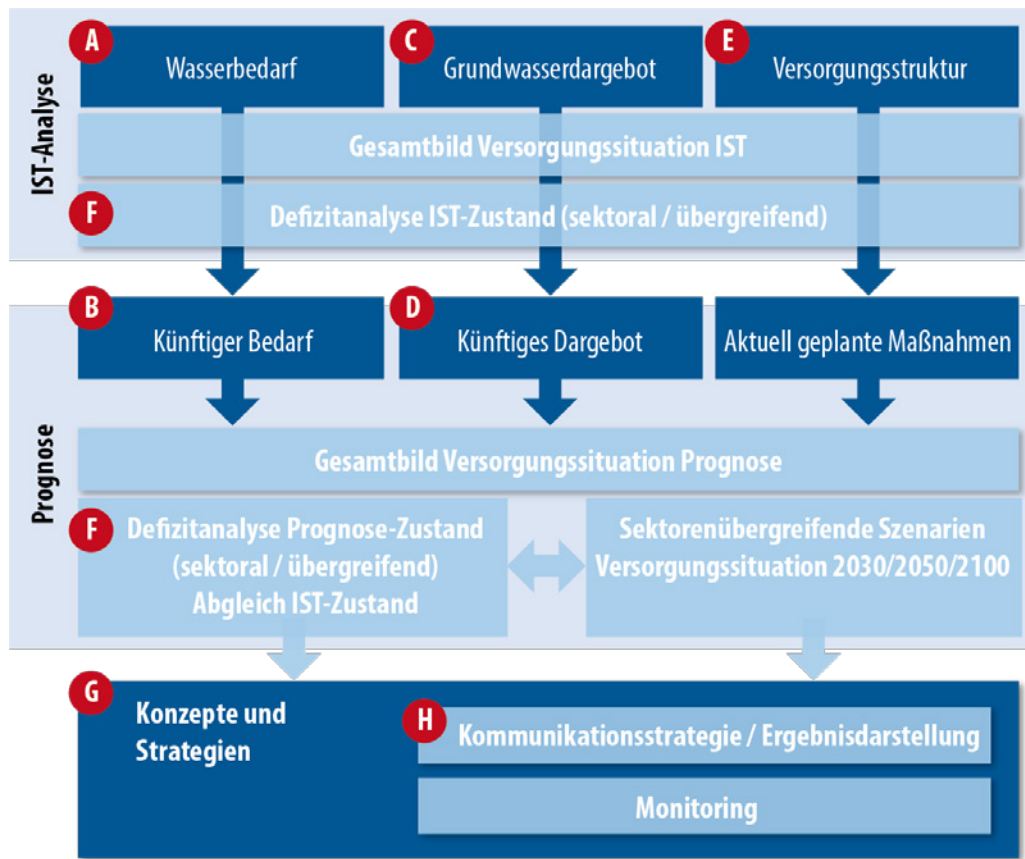 IST-Analyse
A
Wasserbedarf
C
Grundwasserdargebot
E
Versorgungsstruktur
Gesamtbild Versorgungssituation IST
F
Defizitanalyse IST-Zustand (sektoral / übergreifend)
Prognose
B
Künftiger Bedarf
D
Künftiges Dargebot
Aktuell geplante Maßnahmen
Gesamtbild Versorgungssituation Prognose
F
Defizitanalyse Prognose-Zustand
(sektoral / übergreifend)
Abgleich IST-Zustand
Sektorenübergreifende Szenarien
Versorgungssituation 2030/2050/2100
G
Konzepte und
Strategien
H
Kommunikationsstrategie / Ergebnisdarstellung
Monitoring